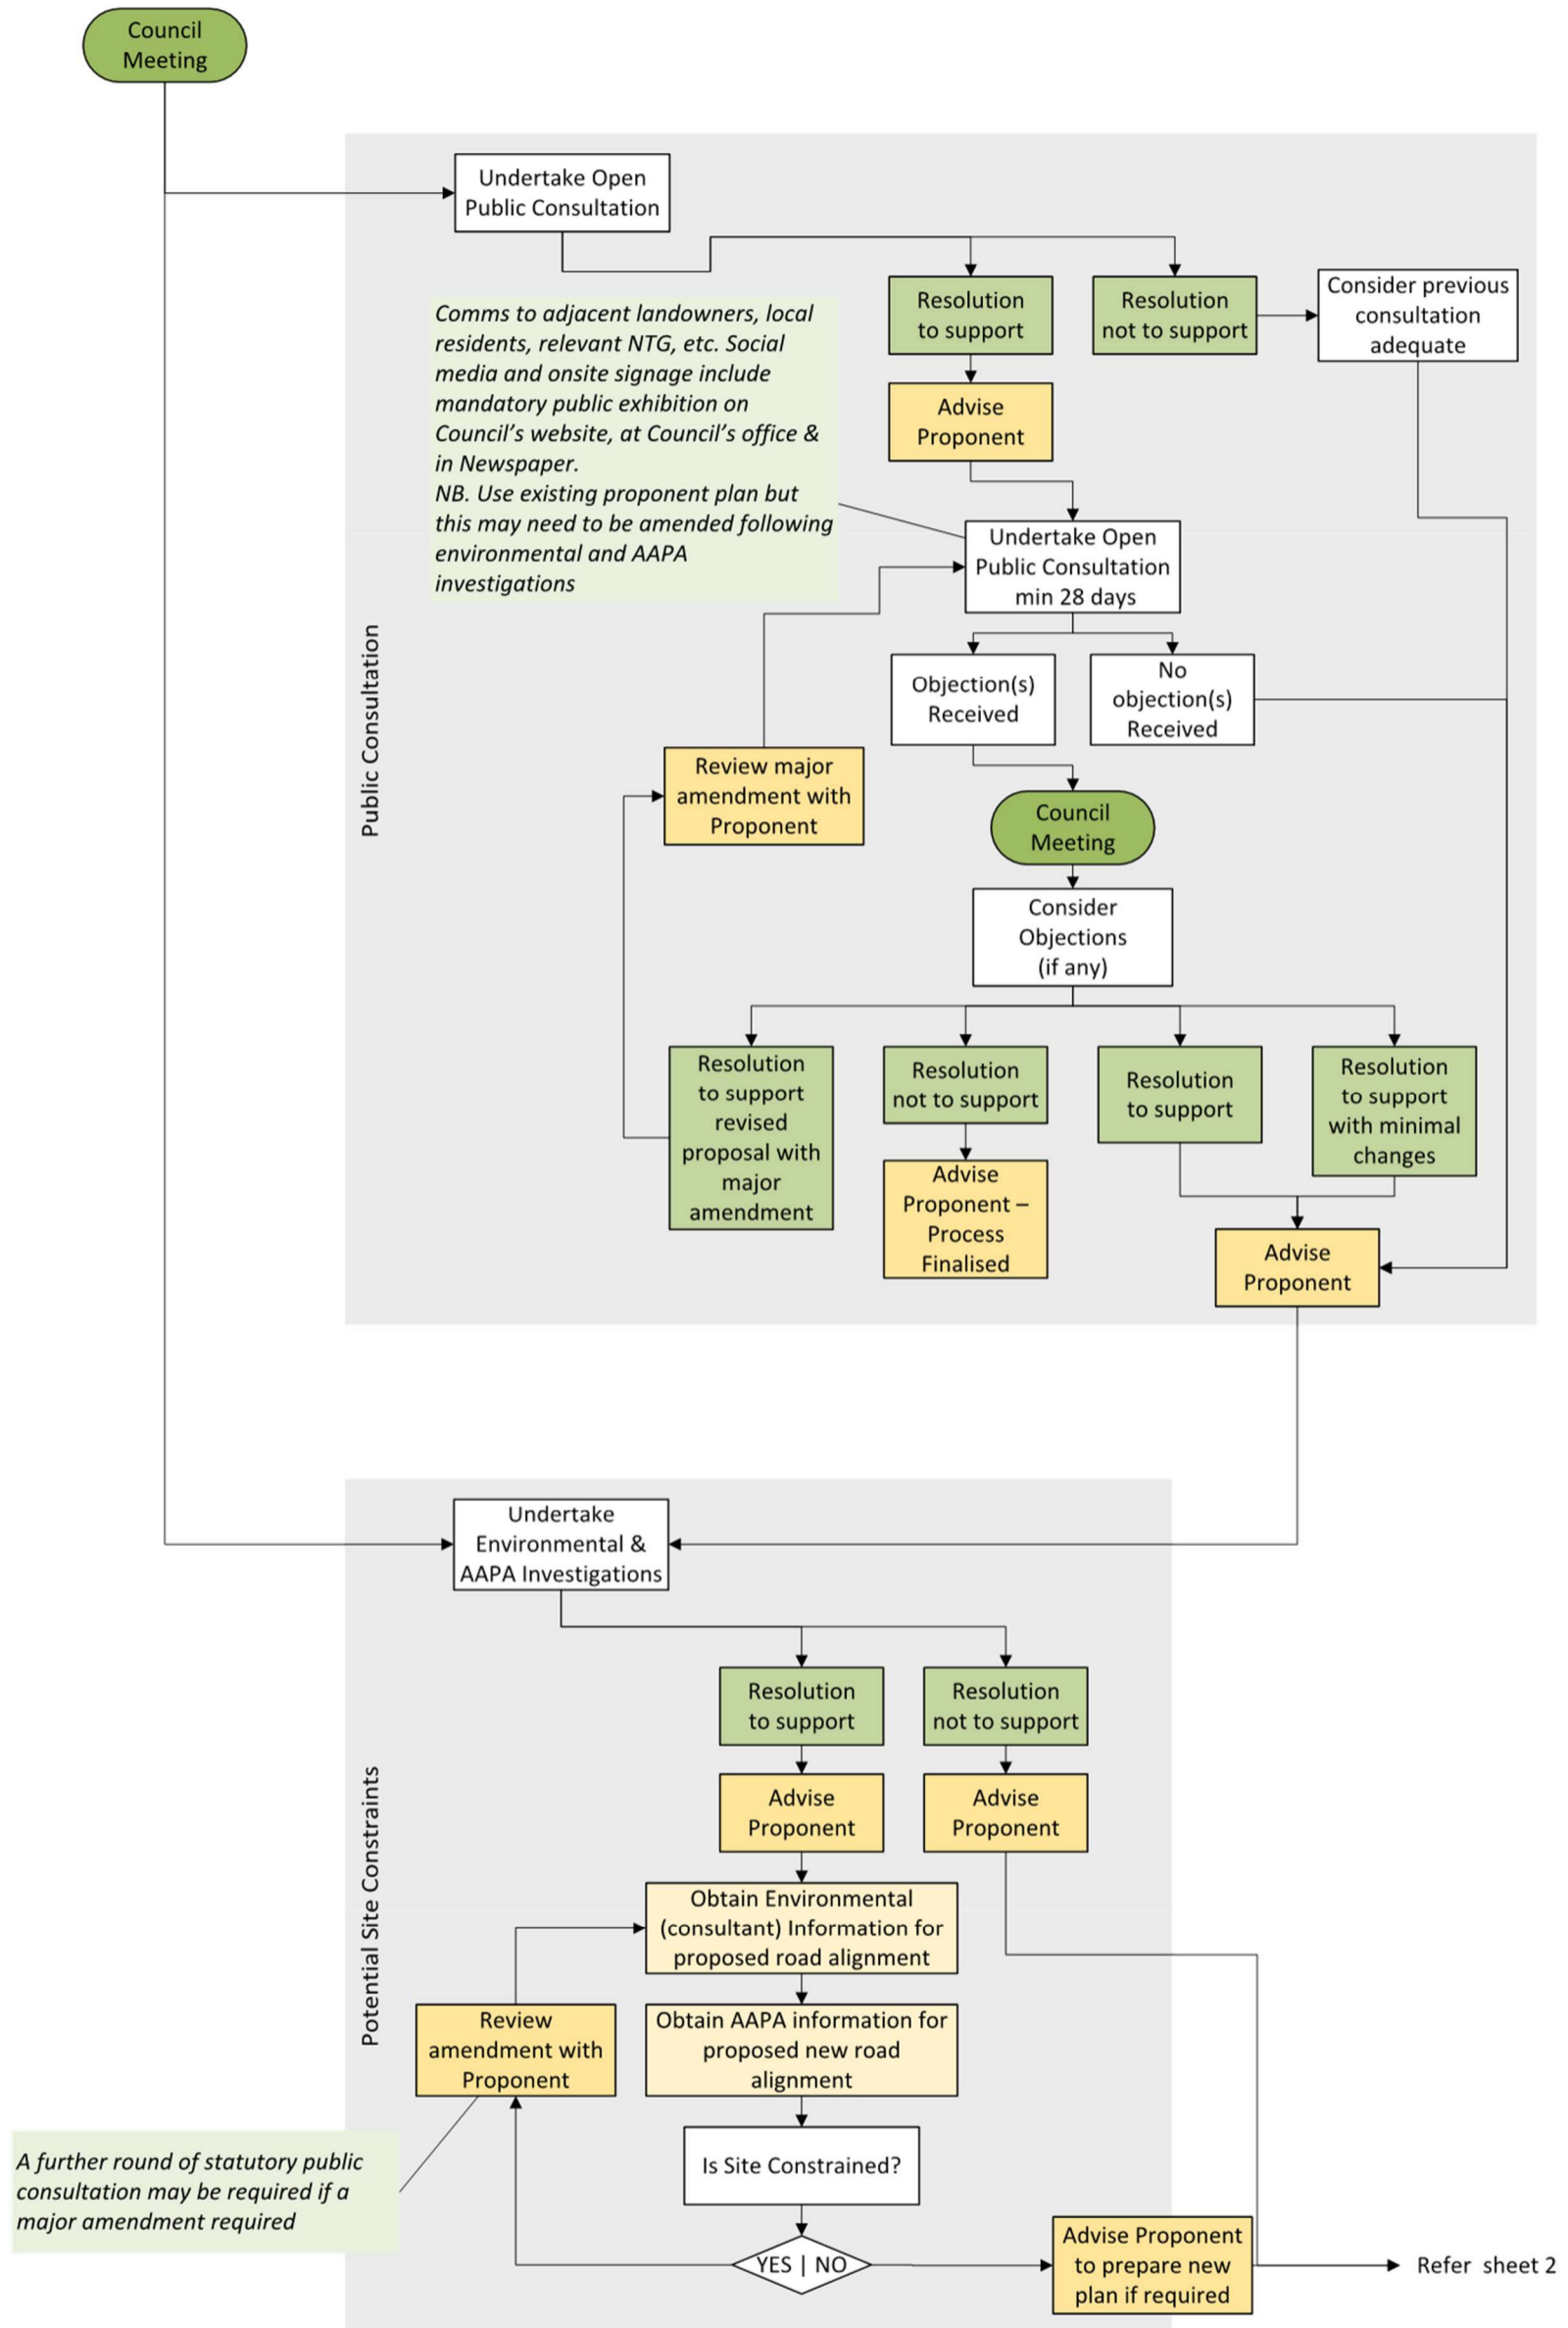 Council
Meeting
Undertake Open
Public Consultation
Resolution
to support
Resolution
not to support
Consider previous
consultation
adequate
Comms to adjacent landowners, local
residents, relevant NTG, etc. Social
media and onsite signage include
mandatory public exhibition on
Council’s website, at Council’s office &
in Newspaper.
NB. Use existing proponent plan but
this may need to be amended following
environmental and AAPA
investigations
Advise
Proponent
Undertake Open
Public Consultation
min 28 days
Public Consultation
Objection(s)
Received
No
objection(s)
Received
Review major
amendment with
Proponent
Council
Meeting
Consider
Objections
(if any)
Resolution
to support
revised
proposal with
major
amendment
Resolution
not to support
Resolution
to support
Resolution
to support
with minimal
changes
Advise
Proponent –
Process
Finalised
Advise
Proponent
Undertake
Environmental &
AAPA Investigations
Resolution
to support
Resolution
not to support
Potential Site Constraints
Advise
Proponent
Advise
Proponent
Obtain Environmental
(consultant) Information for
proposed road alignment
Review
amendment with
Proponent
Obtain AAPA information for
proposed new road
alignment
A further round of statutory public
consultation may be required if a
major amendment required
Is Site Constrained?
YES | NO
Advise Proponent
to prepare new
plan if required
Refer sheet 2